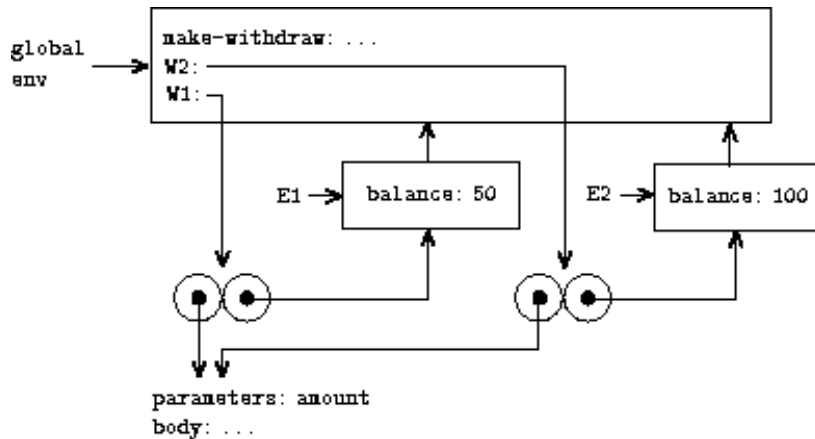 global
env
make-withdraw: ...
W2:
W1:
E1
balance: 50
E2
balance: 100
parameters: amount
body: ...